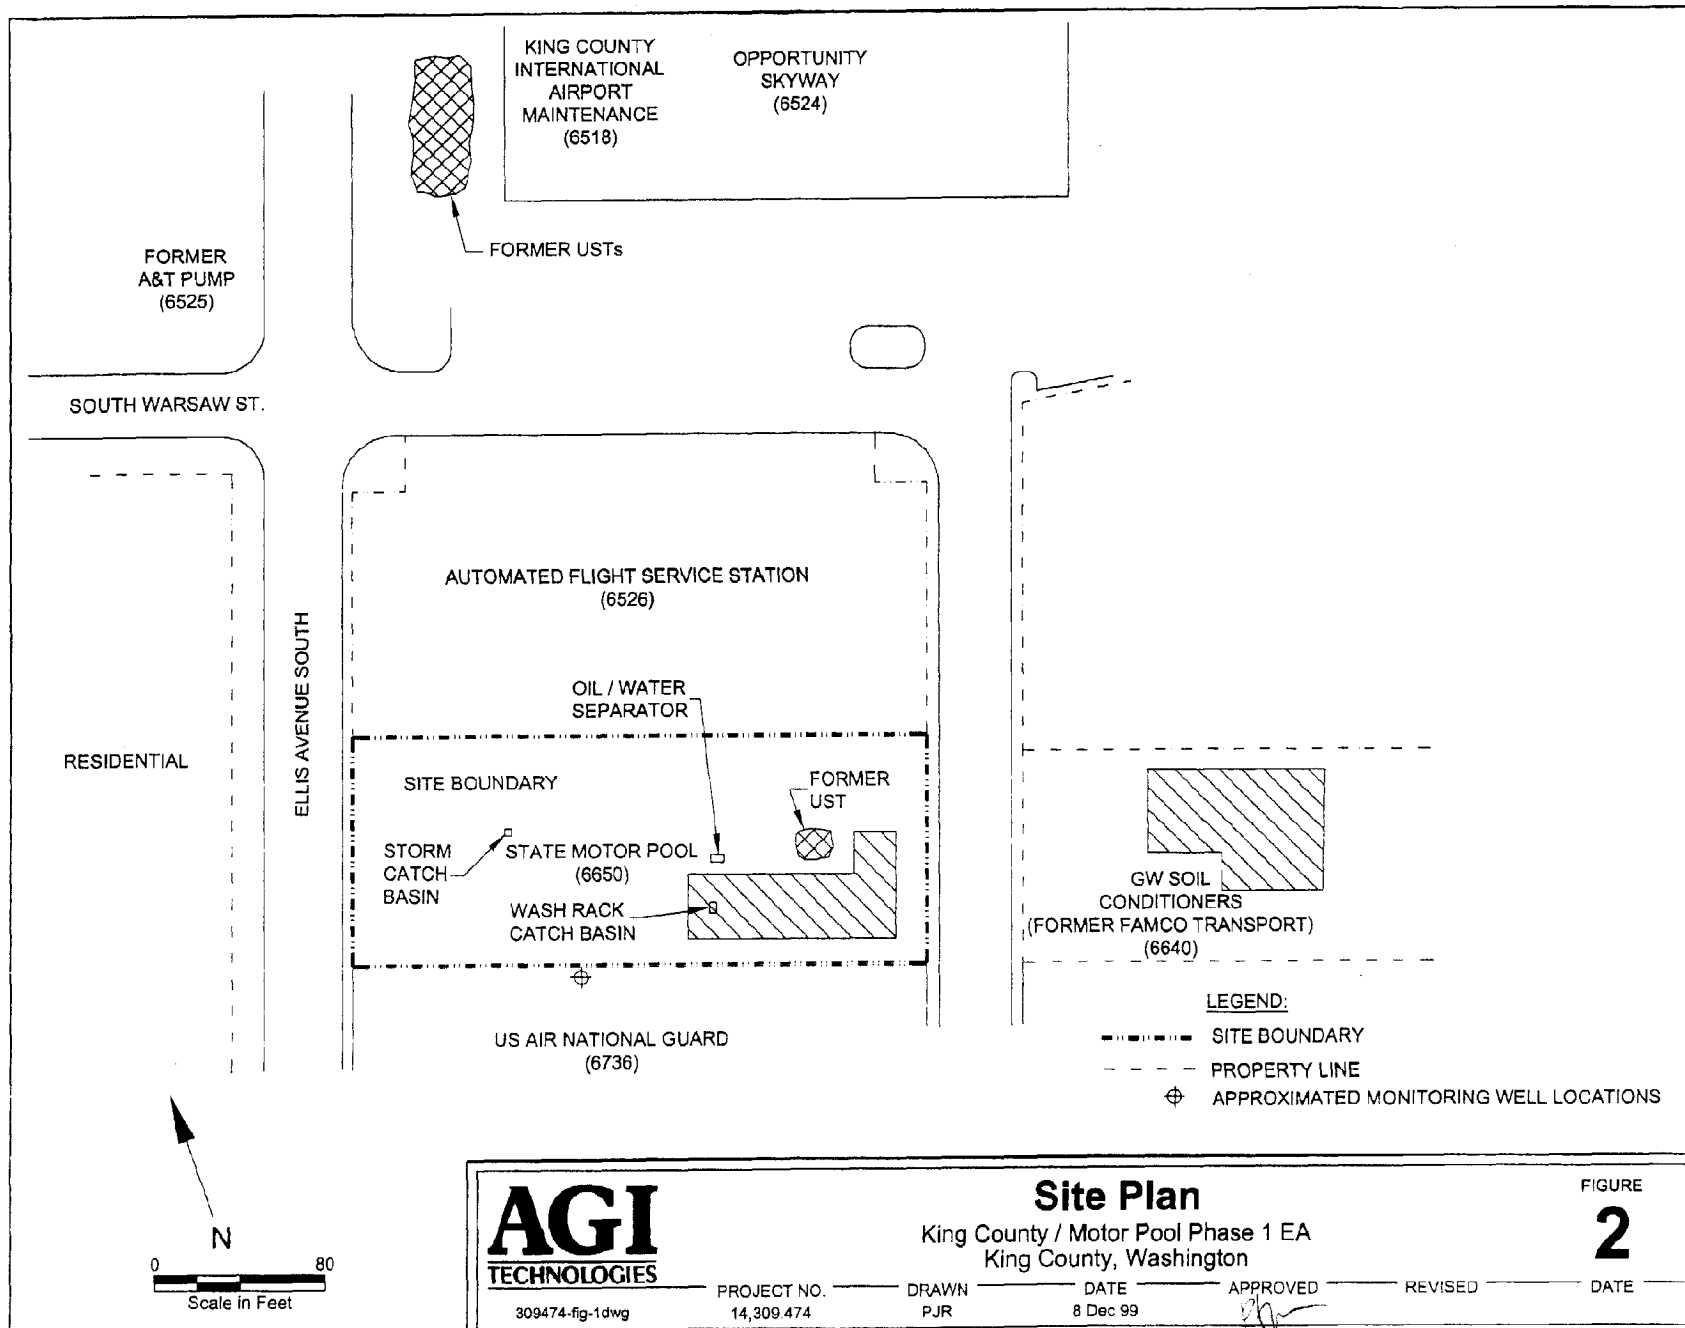 KING COUNTY
INTERNATIONAL
AIRPORT
MAINTENANCE
(6518)
OPPORTUNITY
SKYWAY
(6524)
FORMER USTs
FORMER
A&T PUMP
(6525)
SOUTH WARSAW ST.
AUTOMATED FLIGHT SERVICE STATION
(6526)
ELLIS AVENUE SOUTH
RESIDENTIAL
OIL / WATER
SEPARATOR
SITE BOUNDARY
FORMER
UST
STORM
CATCH
BASIN
STATE MOTOR POOL
(6650)
WASH RACK
CATCH BASIN
GW SOIL
CONDITIONERS
(FORMER FAMCO TRANSPORT)
(6640)
US AIR NATIONAL GUARD
(6736)
LEGEND:
SITE BOUNDARY
PROPERTY LINE
APPROXIMATED MONITORING WELL LOCATIONS
N
0 80
Scale in Feet
AGI
TECHNOLOGIES
309474-fig-1dwg
Site Plan
King County / Motor Pool Phase 1 EA
King County, Washington
FIGURE
2
PROJECT NO. DRAWN DATE APPROVED REVISED DATE
14,309.474 PJR 8 Dec 99